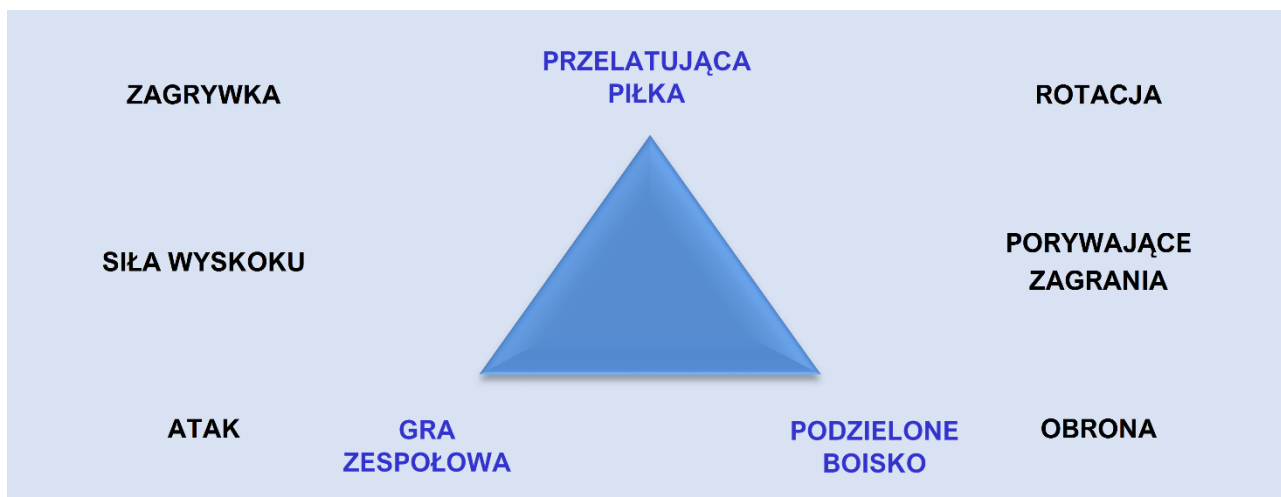 PRZELATUJĄCA
PIŁKA
ZAGRYWKA
ROTACJA
SIŁA WYSKOKU
PORYWAJĄCE
ZAGRANIA
ATAK
GRA
ZESPOŁOWA
PODZIELONE
BOISKO
OBRONA